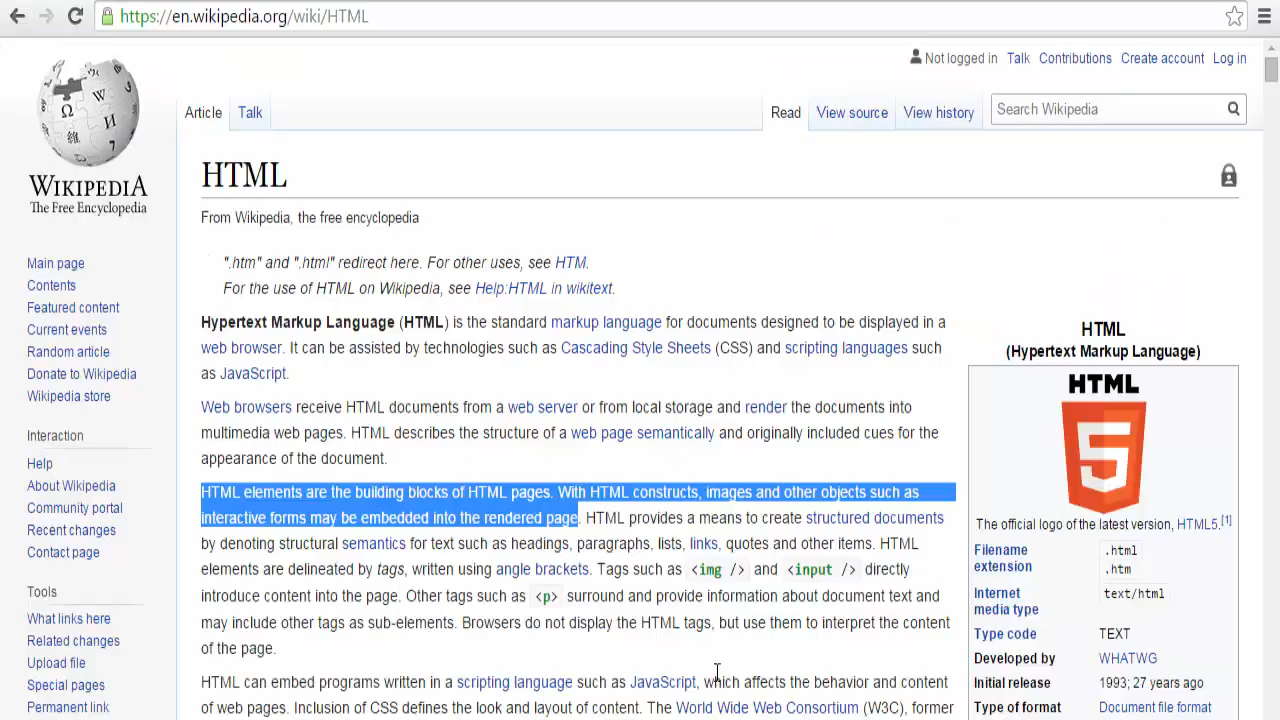 https://en.wikipedia.org/wiki/HTML
Not logged in Talk Contributions Create account Log in
Article Talk Read View source View history Search Wikipedia
WIKIPEDIA
The Free Encyclopedia
Main page
Contents
Featured content
Current events
Random article
Donate to Wikipedia
Wikipedia store
Interaction
Help
About Wikipedia
Community portal
Recent changes
Contact page
Tools
What links here
Related changes
Upload file
Special pages
Permanent link
HTML
From Wikipedia, the free encyclopedia
".htm" and ".html" redirect here. For other uses, see HTM.
For the use of HTML on Wikipedia, see Help:HTML in wikitext.
Hypertext Markup Language (HTML) is the standard markup language for documents designed to be displayed in a
web browser. It can be assisted by technologies such as Cascading Style Sheets (CSS) and scripting languages such
as JavaScript.
Web browsers receive HTML documents from a web server or from local storage and render the documents into
multimedia web pages. HTML describes the structure of a web page semantically and originally included cues for the
appearance of the document.
HTML elements are the building blocks of HTML pages. With HTML constructs, images and other objects such as
interactive forms may be embedded into the rendered page. HTML provides a means to create structured documents
by denoting structural semantics for text such as headings, paragraphs, lists, links, quotes and other items. HTML
elements are delineated by tags, written using angle brackets. Tags such as <img /> and <input /> directly
introduce content into the page. Other tags such as <p> surround and provide information about document text and
may include other tags as sub-elements. Browsers do not display the HTML tags, but use them to interpret the content
of the page.
HTML can embed programs written in a scripting language such as JavaScript, which affects the behavior and content
of web pages. Inclusion of CSS defines the look and layout of content. The World Wide Web Consortium (W3C), former
HTML
(Hypertext Markup Language)
HTML
5
The official logo of the latest version, HTML5.[1]
Filename extension .html
.htm
Internet media type text/html
Type code TEXT
Developed by WHATWG
Initial release 1993; 27 years ago
Type of format Document file format